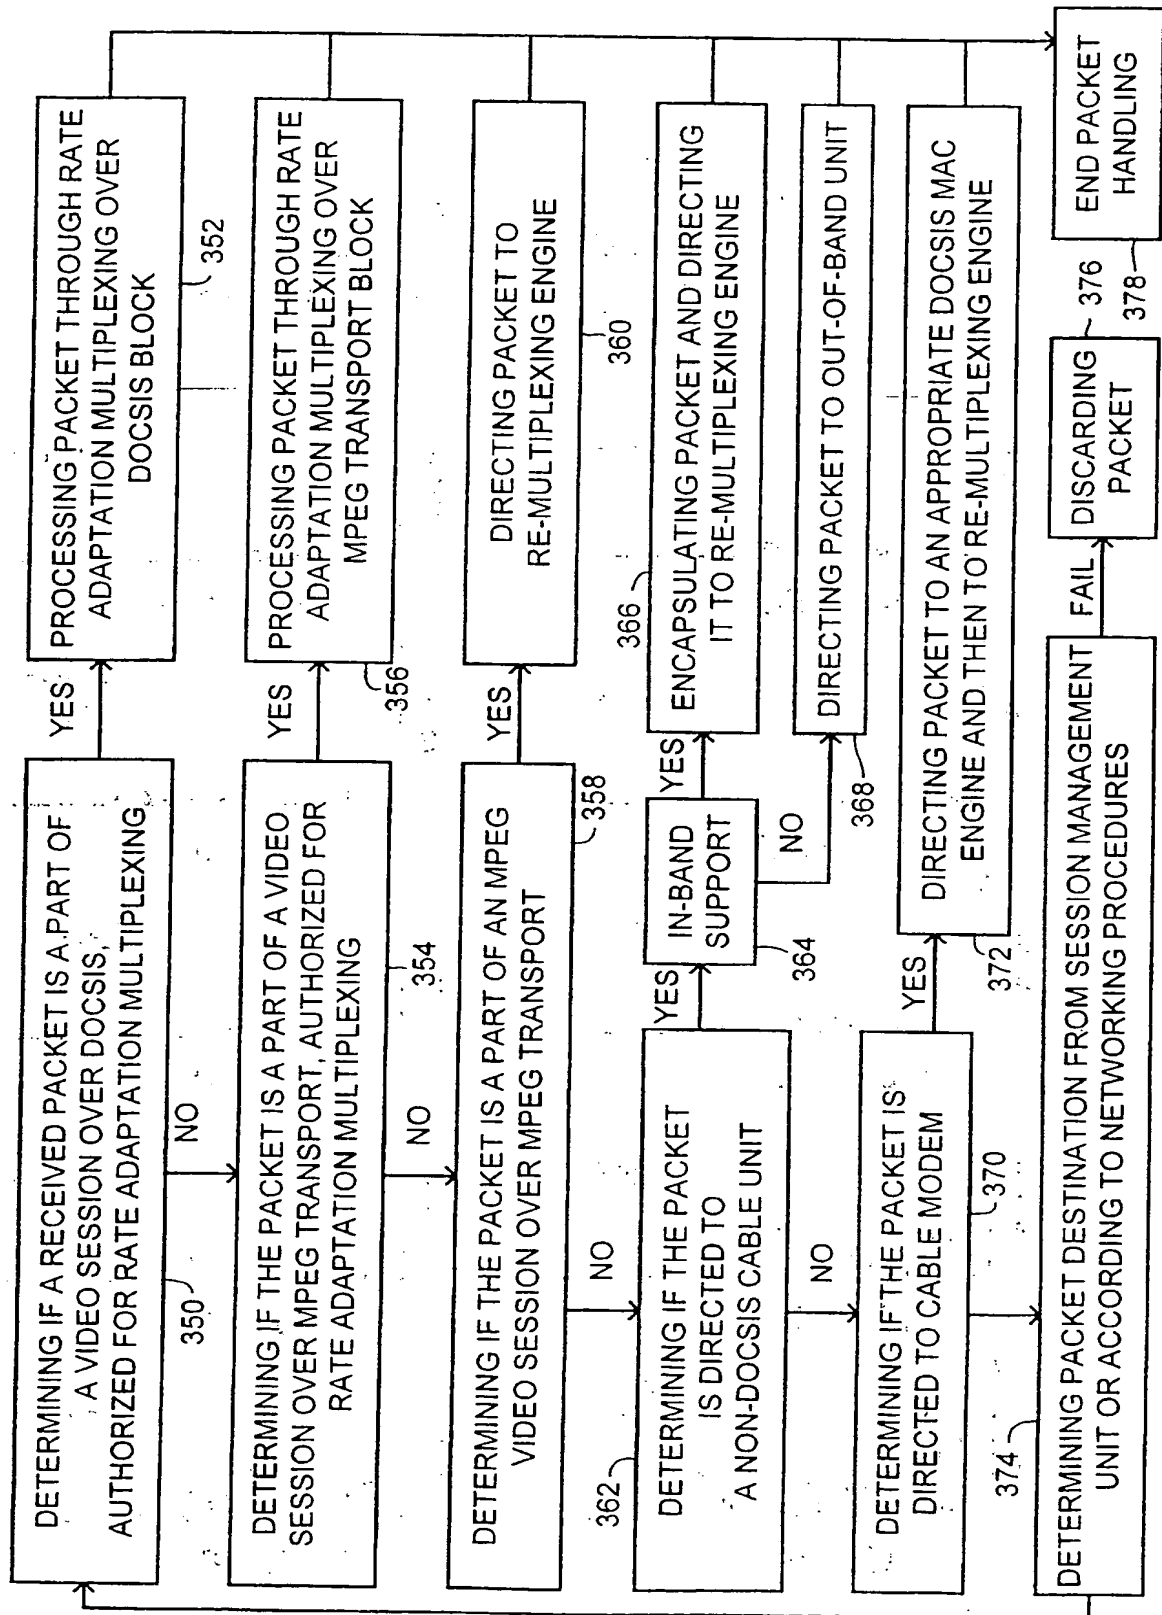 DETERMINING IF A RECEIVED PACKET IS A PART OF
A VIDEO SESSION OVER DOCSIS,
AUTHORIZED FOR RATE ADAPTATION MULTIPLEXING
350
YES
PROCESSING PACKET THROUGH RATE
ADAPTATION MULTIPLEXING OVER
DOCSIS BLOCK
352
NO
DETERMINING IF THE PACKET IS A PART OF A VIDEO
SESSION OVER MPEG TRANSPORT, AUTHORIZED FOR
RATE ADAPTATION MULTIPLEXING
354
YES
PROCESSING PACKET THROUGH RATE
ADAPTATION MULTIPLEXING OVER
MPEG TRANSPORT BLOCK
356
NO
DETERMINING IF THE PACKET IS A PART OF AN MPEG
VIDEO SESSION OVER MPEG TRANSPORT
358
YES
DIRECTING PACKET TO
RE-MULTIPLEXING ENGINE
360
NO
362
DETERMINING IF THE PACKET
IS DIRECTED TO
A NON-DOCSIS CABLE UNIT
YES
IN-BAND
SUPPORT
364
YES
366
ENCAPSULATING PACKET AND DIRECTING
IT TO RE-MULTIPLEXING ENGINE
NO
DIRECTING PACKET TO OUT-OF-BAND UNIT
368
NO
DETERMINING IF THE PACKET IS
DIRECTED TO CABLE MODEM
370
YES
DIRECTING PACKET TO AN APPROPRIATE DOCSIS MAC
ENGINE AND THEN TO RE-MULTIPLEXING ENGINE
372
374
DETERMINING PACKET DESTINATION FROM SESSION MANAGEMENT
UNIT OR ACCORDING TO NETWORKING PROCEDURES
FAIL
DISCARDING
PACKET
376
378
END PACKET
HANDLING